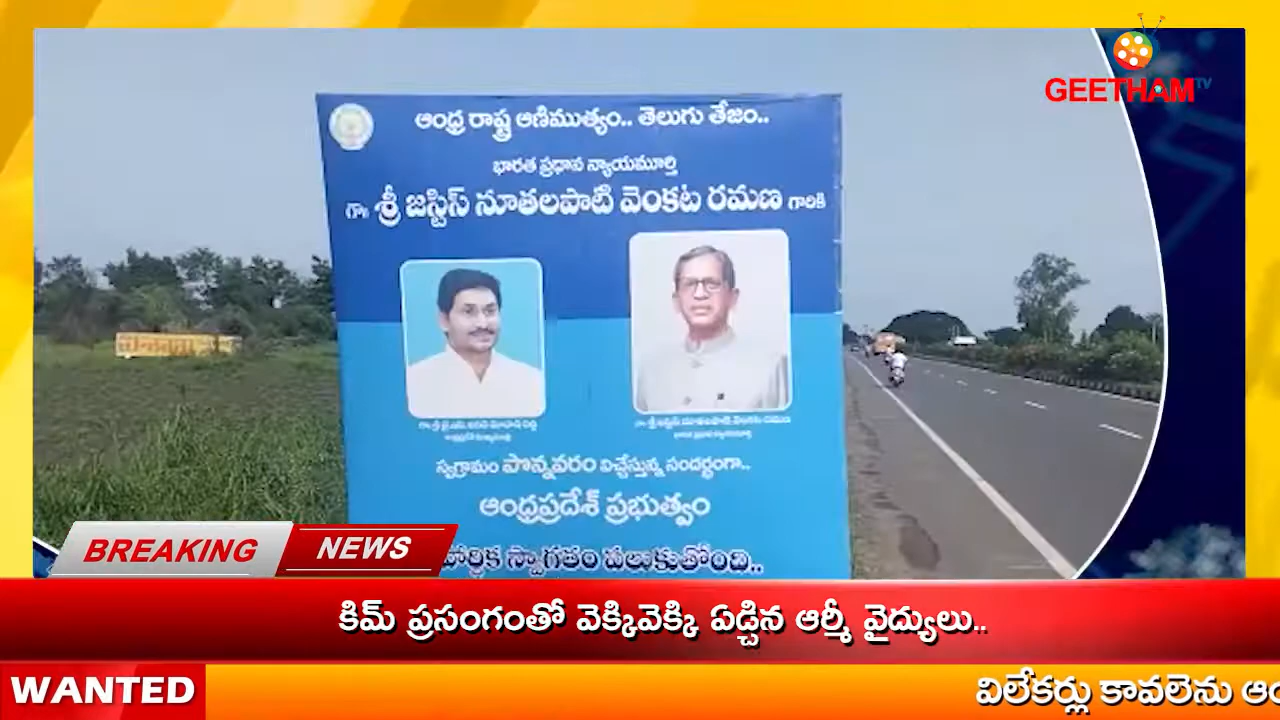 GEETHAM TV
ఆంధ్ర రాష్ట్ర ఆణిముత్యం.. తెలుగు తేజం..
భారత ప్రధాన న్యాయమూర్తి
గౌ॥ శ్రీ జస్టిస్ నూతలపాటి వెంకట రమణ గారికి
స్వగ్రామం పొన్నవరం విచ్చేస్తున్న సందర్భంగా..
ఆంధ్రప్రదేశ్ ప్రభుత్వం
స్వాగతం పలుకుతోంది..
BREAKING NEWS
కిమ్ ప్రసంగంతో వెక్కివెక్కి ఏడ్చిన ఆర్మీ వైద్యులు..
WANTED
విలేకర్లు కావలెను ఆం